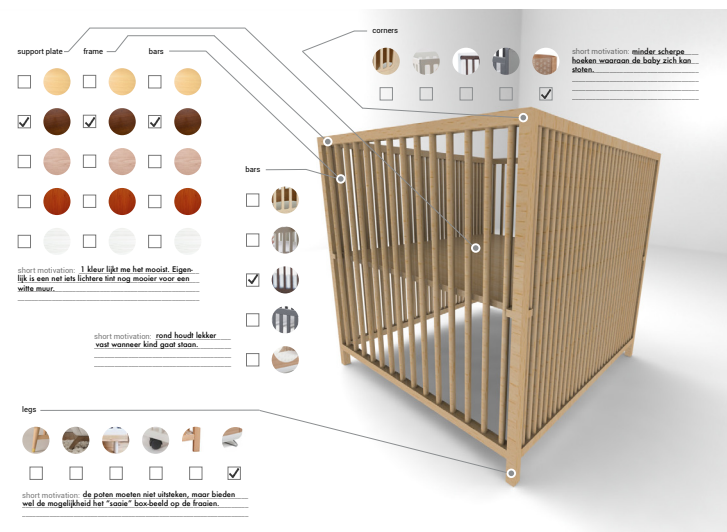 corners
support plate
frame
bars
short motivation: minder scherpe
hoeken waaraan de baby zich kan
stoten.
bars
short motivation: 1 kleur lijkt me het mooist. Eigen-
lijk is een net iets lichtere tint nog mooier voor een
witte muur.
short motivation: rond houdt lekker
vast wanneer kind gaat staan.
legs
short motivation: de poten moeten niet uitsteken, maar bieden
wel de mogelijkheid het "saaie" box-beeld op de fraaien.